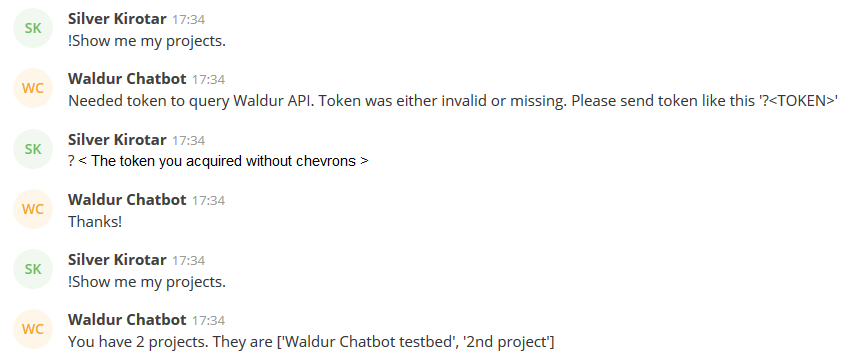 SK
Silver Kirotar 17:34
!Show me my projects.
WC
Waldur Chatbot 17:34
Needed token to query Waldur API. Token was either invalid or missing. Please send token like this '?<TOKEN>'
SK
Silver Kirotar 17:34
? < The token you acquired without chevrons >
WC
Waldur Chatbot 17:34
Thanks!
SK
Silver Kirotar 17:34
!Show me my projects.
WC
Waldur Chatbot 17:34
You have 2 projects. They are ['Waldur Chatbot testbed', '2nd project']